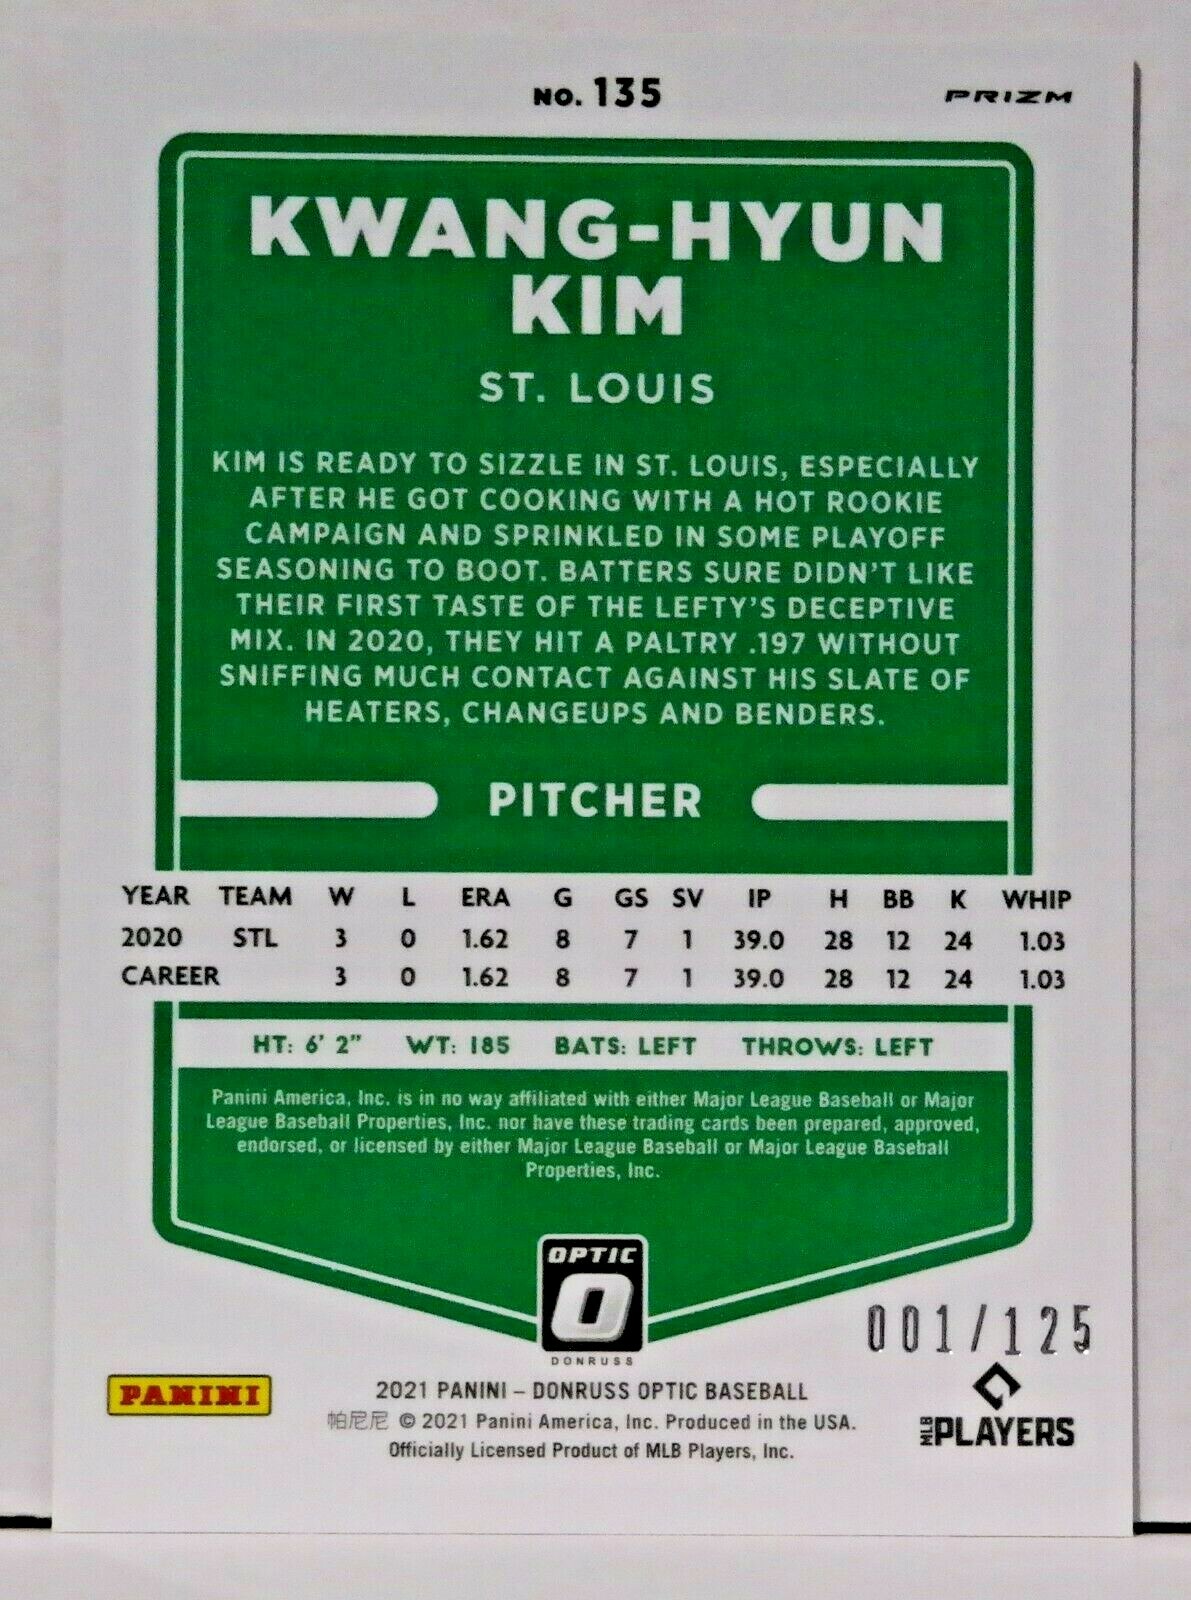 NO. 135
PRIZM
KWANG-HYUN
KIM
ST. LOUIS
KIM IS READY TO SIZZLE IN ST. LOUIS, ESPECIALLY
AFTER HE GOT COOKING WITH A HOT ROOKIE
CAMPAIGN AND SPRINKLED IN SOME PLAYOFF
SEASONING TO BOOT. BATTERS SURE DIDN'T LIKE
THEIR FIRST TASTE OF THE LEFTY'S DECEPTIVE
MIX. IN 2020, THEY HIT A PALTRY .197 WITHOUT
SNIFFING MUCH CONTACT AGAINST HIS SLATE OF
HEATERS, CHANGEUPS AND BENDERS.
PITCHER
YEAR TEAM W L ERA G GS SV IP H BB K WHIP
2020 STL 3 0 1.62 8 7 1 39.0 28 12 24 1.03
CAREER 3 0 1.62 8 7 1 39.0 28 12 24 1.03
HT: 6' 2" WT: 185 BATS: LEFT THROWS: LEFT
Panini America, Inc. is in no way affiliated with either Major League Baseball or Major
League Baseball Properties, Inc. nor have these trading cards been prepared, approved,
endorsed, or licensed by either Major League Baseball or Major League Baseball
Properties, Inc.
OPTIC
O
DONRUSS
001/125
PANINI
2021 PANINI – DONRUSS OPTIC BASEBALL
帕尼尼 © 2021 Panini America, Inc. Produced in the USA.
Officially Licensed Product of MLB Players, Inc.
MLB PLAYERS